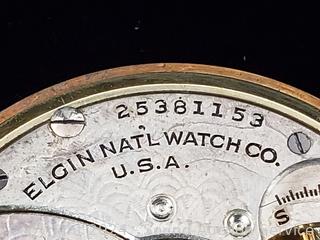 25381153
ELGIN NAT'L WATCH CO.
U.S.A.
S